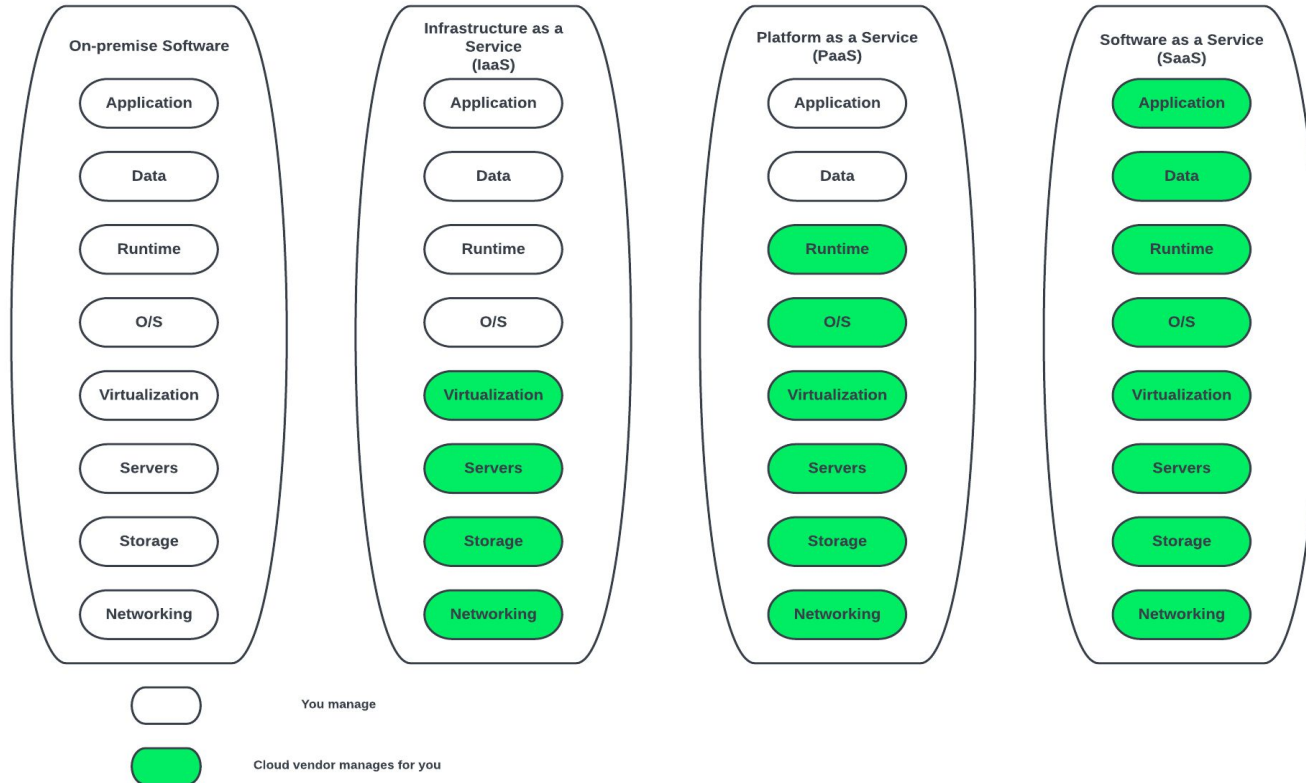 On-premise Software
Application
Data
Runtime
O/S
Virtualization
Servers
Storage
Networking
Infrastructure as a
Service
(IaaS)
Application
Data
Runtime
O/S
Virtualization
Servers
Storage
Networking
Platform as a Service
(PaaS)
Application
Data
Runtime
O/S
Virtualization
Servers
Storage
Networking
Software as a Service
(SaaS)
Application
Data
Runtime
O/S
Virtualization
Servers
Storage
Networking
You manage
Cloud vendor manages for you